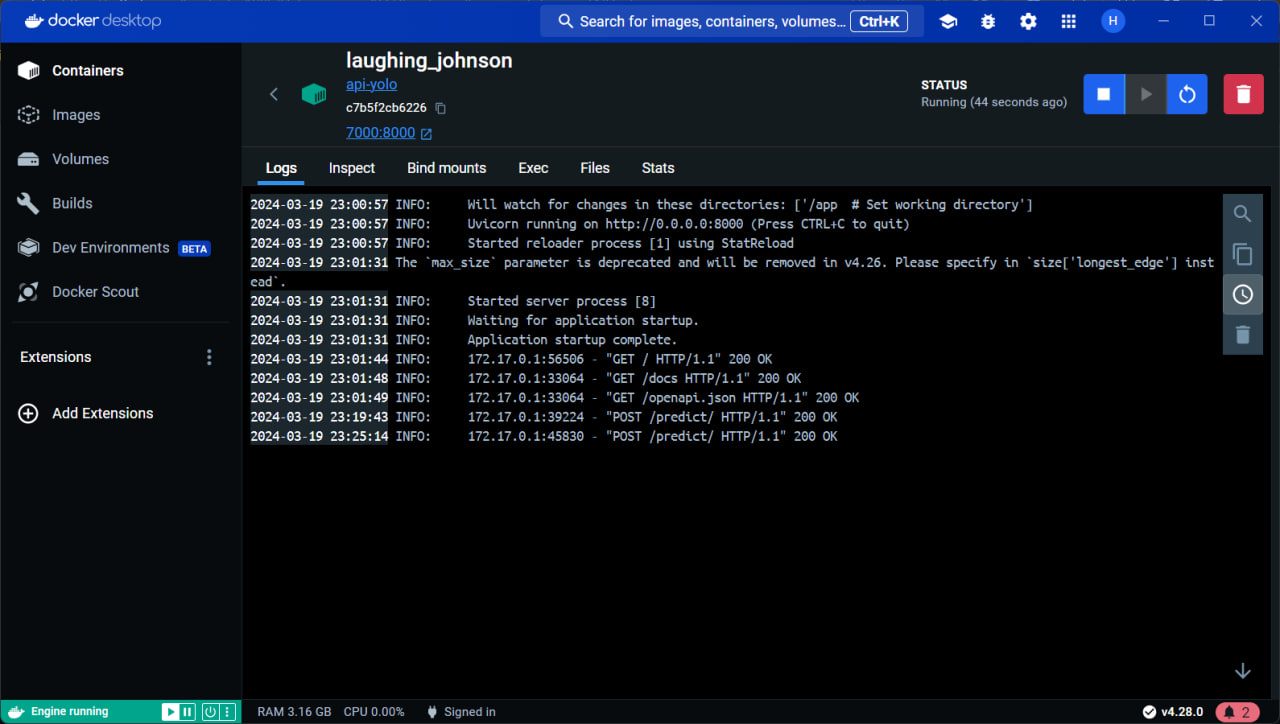 docker desktop
Search for images, containers, volumes... Ctrl+K
H
Containers
Images
Volumes
Builds
Dev Environments BETA
Docker Scout
Extensions
Add Extensions
laughing_johnson
api-yolo
c7b5f2cb6226
7000:8000
STATUS
Running (44 seconds ago)
Logs Inspect Bind mounts Exec Files Stats
2024-03-19 23:00:57 INFO: Will watch for changes in these directories: ['/app # Set working directory']
2024-03-19 23:00:57 INFO: Uvicorn running on http://0.0.0.0:8000 (Press CTRL+C to quit)
2024-03-19 23:00:57 INFO: Started reloader process [1] using StatReload
2024-03-19 23:01:31 The `max_size` parameter is deprecated and will be removed in v4.26. Please specify in `size['longest_edge'] inst
ead`.
2024-03-19 23:01:31 INFO: Started server process [8]
2024-03-19 23:01:31 INFO: Waiting for application startup.
2024-03-19 23:01:31 INFO: Application startup complete.
2024-03-19 23:01:44 INFO: 172.17.0.1:56506 - "GET / HTTP/1.1" 200 OK
2024-03-19 23:01:48 INFO: 172.17.0.1:33064 - "GET /docs HTTP/1.1" 200 OK
2024-03-19 23:01:49 INFO: 172.17.0.1:33064 - "GET /openapi.json HTTP/1.1" 200 OK
2024-03-19 23:19:43 INFO: 172.17.0.1:39224 - "POST /predict/ HTTP/1.1" 200 OK
2024-03-19 23:25:14 INFO: 172.17.0.1:45830 - "POST /predict/ HTTP/1.1" 200 OK
Engine running
RAM 3.16 GB CPU 0.00% Signed in
v4.28.0
2